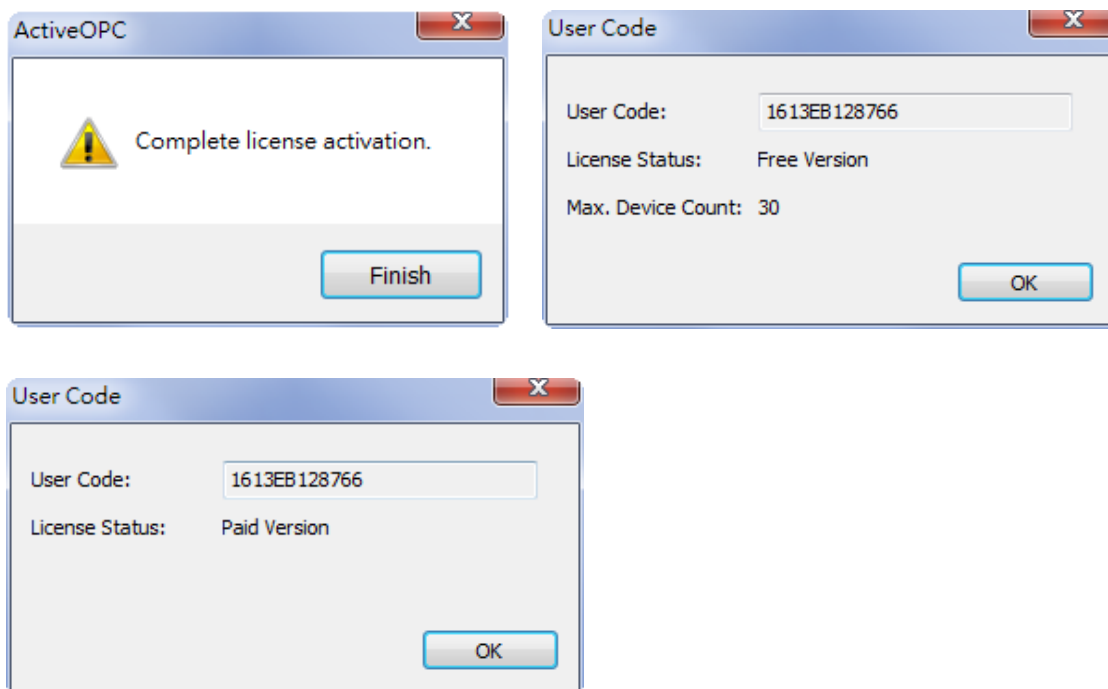 ActiveOPC
Complete license activation.
Finish
User Code
User Code: 1613EB128766
License Status: Free Version
Max. Device Count: 30
OK
User Code
User Code: 1613EB128766
License Status: Paid Version
OK